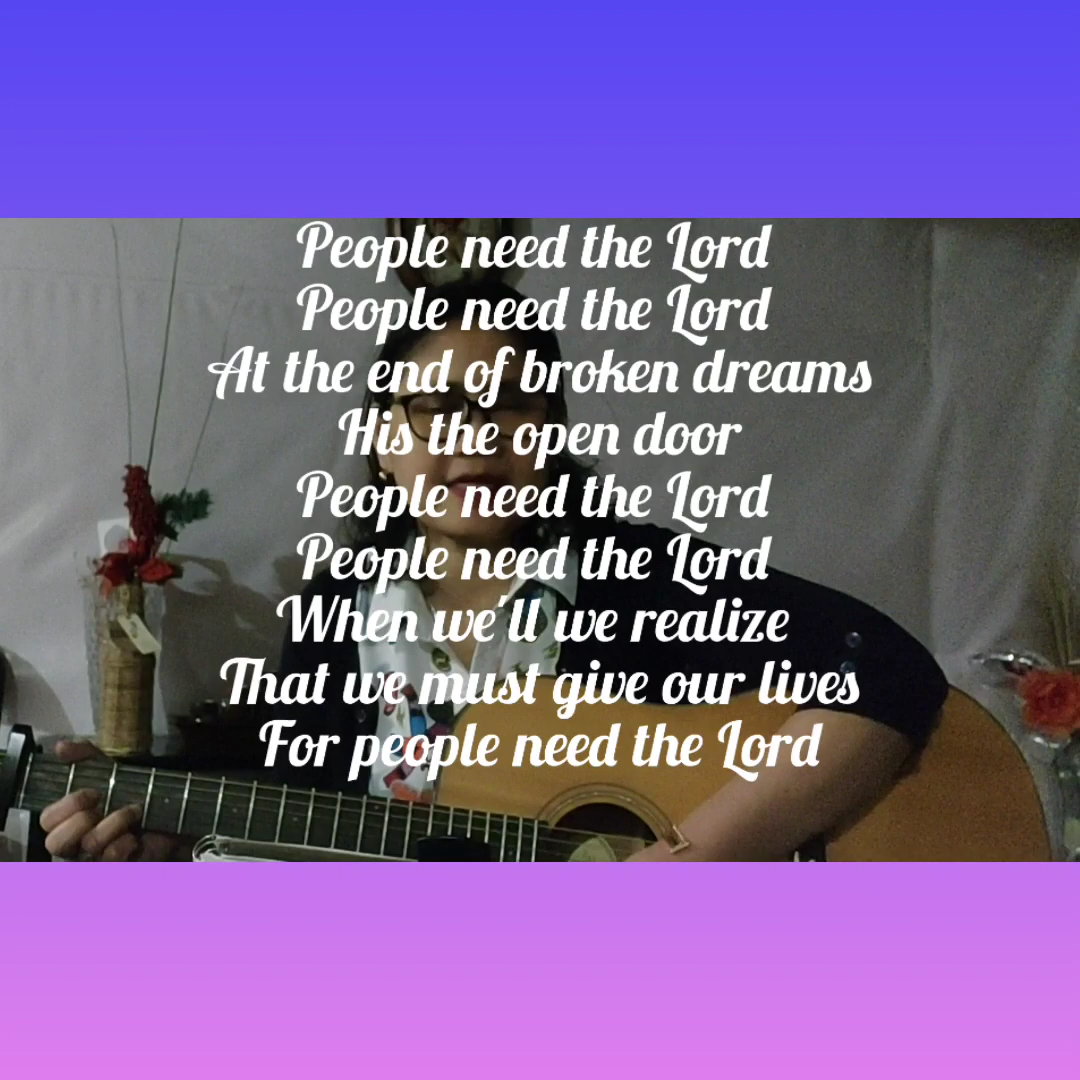 People need the Lord
People need the Lord
At the end of broken dreams
His the open door
People need the Lord
People need the Lord
When we'll we realize
That we must give our lives
For people need the Lord